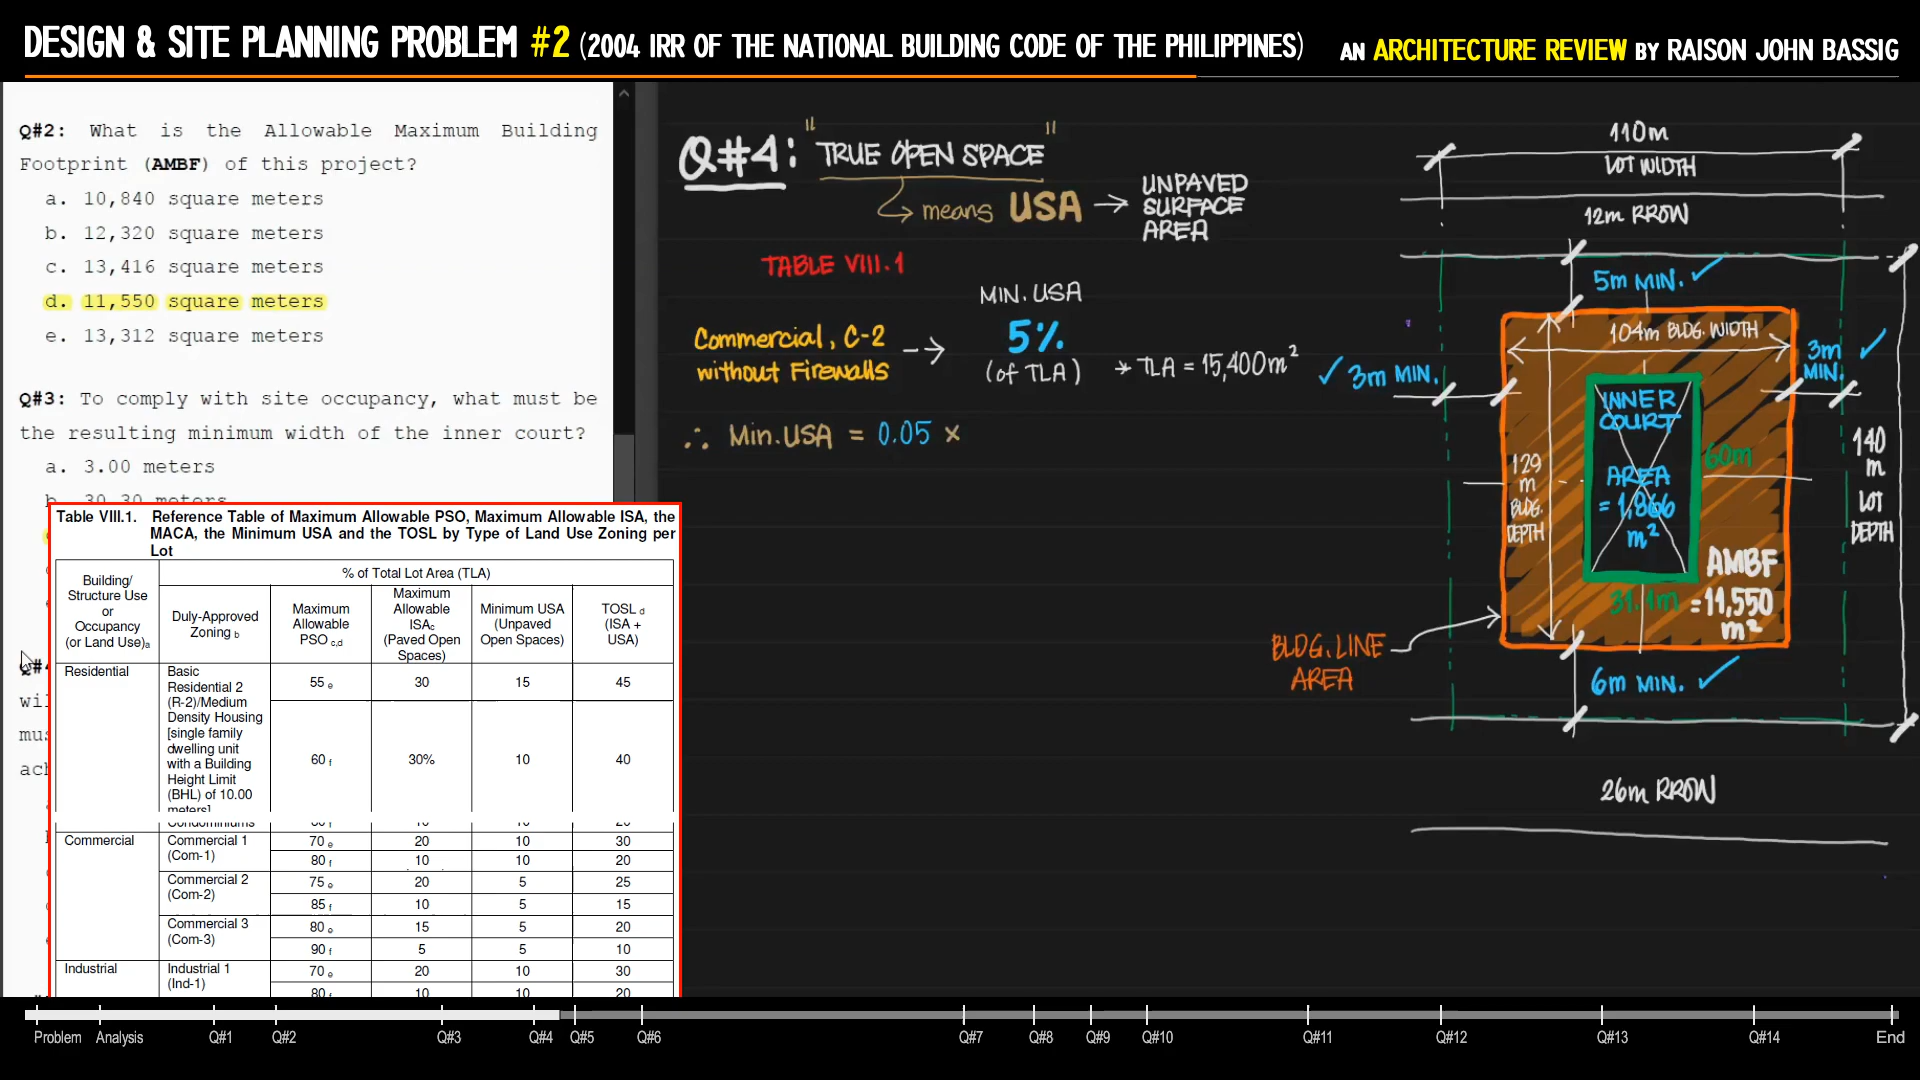 DESIGN & SITE PLANNING PROBLEM #2 (2004 IRR OF THE NATIONAL BUILDING CODE OF THE PHILIPPINES)
AN ARCHITECTURE REVIEW BY RAISON JOHN BASSIG
Q#2: What is the Allowable Maximum Building
Footprint (AMBF) of this project?
a. 10,840 square meters
b. 12,320 square meters
c. 13,416 square meters
d. 11,550 square meters
e. 13,312 square meters
Q#3: To comply with site occupancy, what must be
the resulting minimum width of the inner court?
a. 3.00 meters
b. 30.30 meters
Table VIII.1. Reference Table of Maximum Allowable PSO, Maximum Allowable ISA, the
MACA, the Minimum USA and the TOSL by Type of Land Use Zoning per
Lot
Building/
Structure Use
or
Occupancy
(or Land Use)a
% of Total Lot Area (TLA)
Duly-Approved
Zoning b
Maximum
Allowable
PSO c,d
Maximum
Allowable
ISAc
(Paved Open
Spaces)
Minimum USA
(Unpaved
Open Spaces)
TOSL d
(ISA +
USA)
Residential
Basic
Residential 2
(R-2)/Medium
Density Housing
[single family
dwelling unit
with a Building
Height Limit
(BHL) of 10.00
meters]
55 e 30 15 45
60 f 30% 10 40
Condominiums
Commercial
Commercial 1
(Com-1)
70 e 20 10 30
80 f 10 10 20
Commercial 2
(Com-2)
75 e 20 5 25
85 f 10 5 15
Commercial 3
(Com-3)
80 e 15 5 20
90 f 5 5 10
Industrial
Industrial 1
(Ind-1)
70 e 20 10 30
80 f 10 10 20
Q#4: "TRUE OPEN SPACE"
means USA → UNPAVED
SURFACE
AREA
TABLE VIII.1
MIN. USA
Commercial, C-2
without Firewalls
5%
(of TLA)
* TLA = 15,400m²
∴ Min. USA = 0.05 ×
110m
LOT WIDTH
12m RROW
5m MIN.
104m BLDG. WIDTH
3m MIN.
3m
MIN.
INNER
COURT
AREA
= 1,866
m²
60m
31.1m
129
m
BLDG.
DEPTH
140
m
LOT
DEPTH
AMBF
=11,550
m²
BLDG. LINE
AREA
6m MIN.
26m RROW
Problem Analysis Q#1 Q#2 Q#3 Q#4 Q#5 Q#6 Q#7 Q#8 Q#9 Q#10 Q#11 Q#12 Q#13 Q#14 End